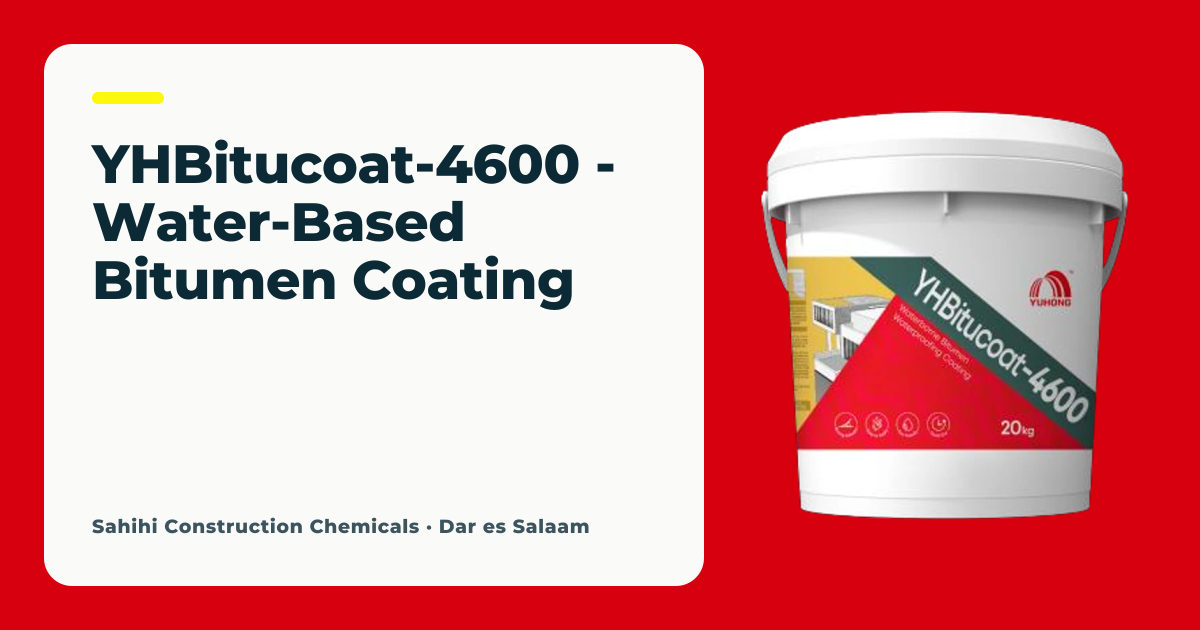 YHBitucoat-4600 -
Water-Based
Bitumen Coating
Sahihi Construction Chemicals · Dar es Salaam
YUHONG
YHBitucoat-4600
Waterborne Bitumen
Waterproofing Coating
20kg